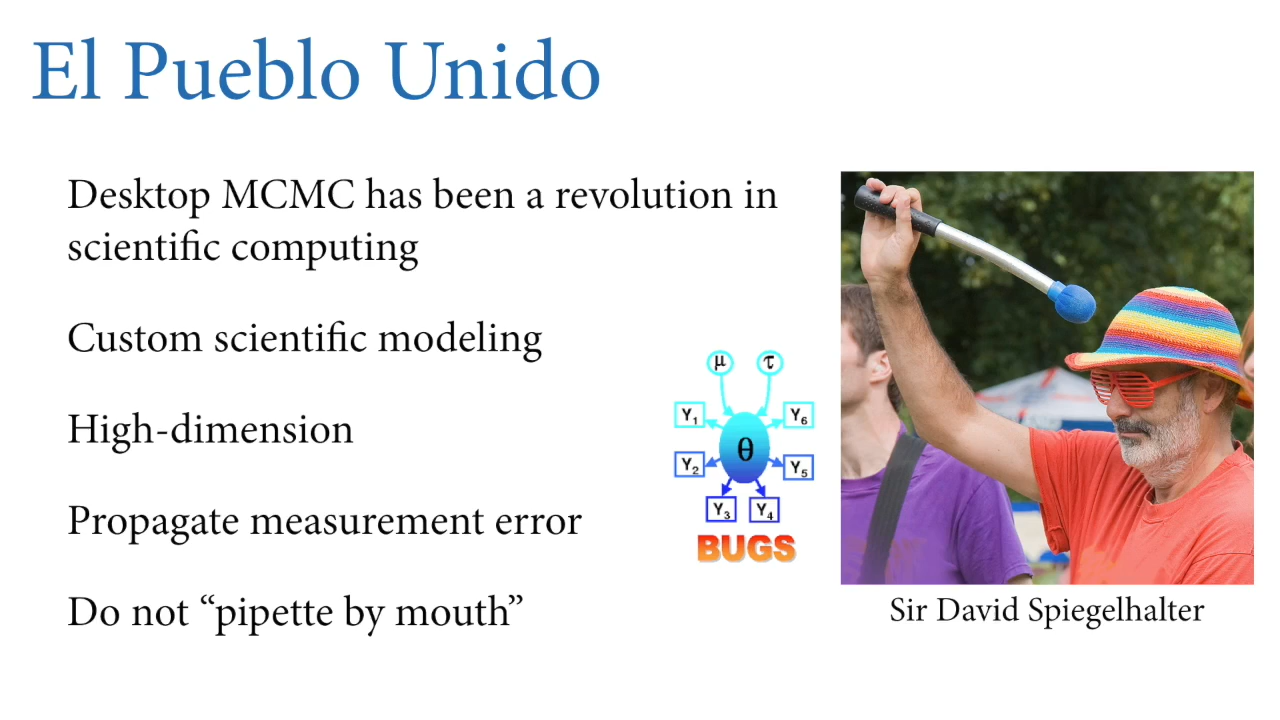 El Pueblo Unido
Desktop MCMC has been a revolution in
scientific computing
Custom scientific modeling
High-dimension
Propagate measurement error
Do not “pipette by mouth”
μ τ
Y1 Y6
θ
Y2 Y5
Y3 Y4
BUGS
Sir David Spiegelhalter